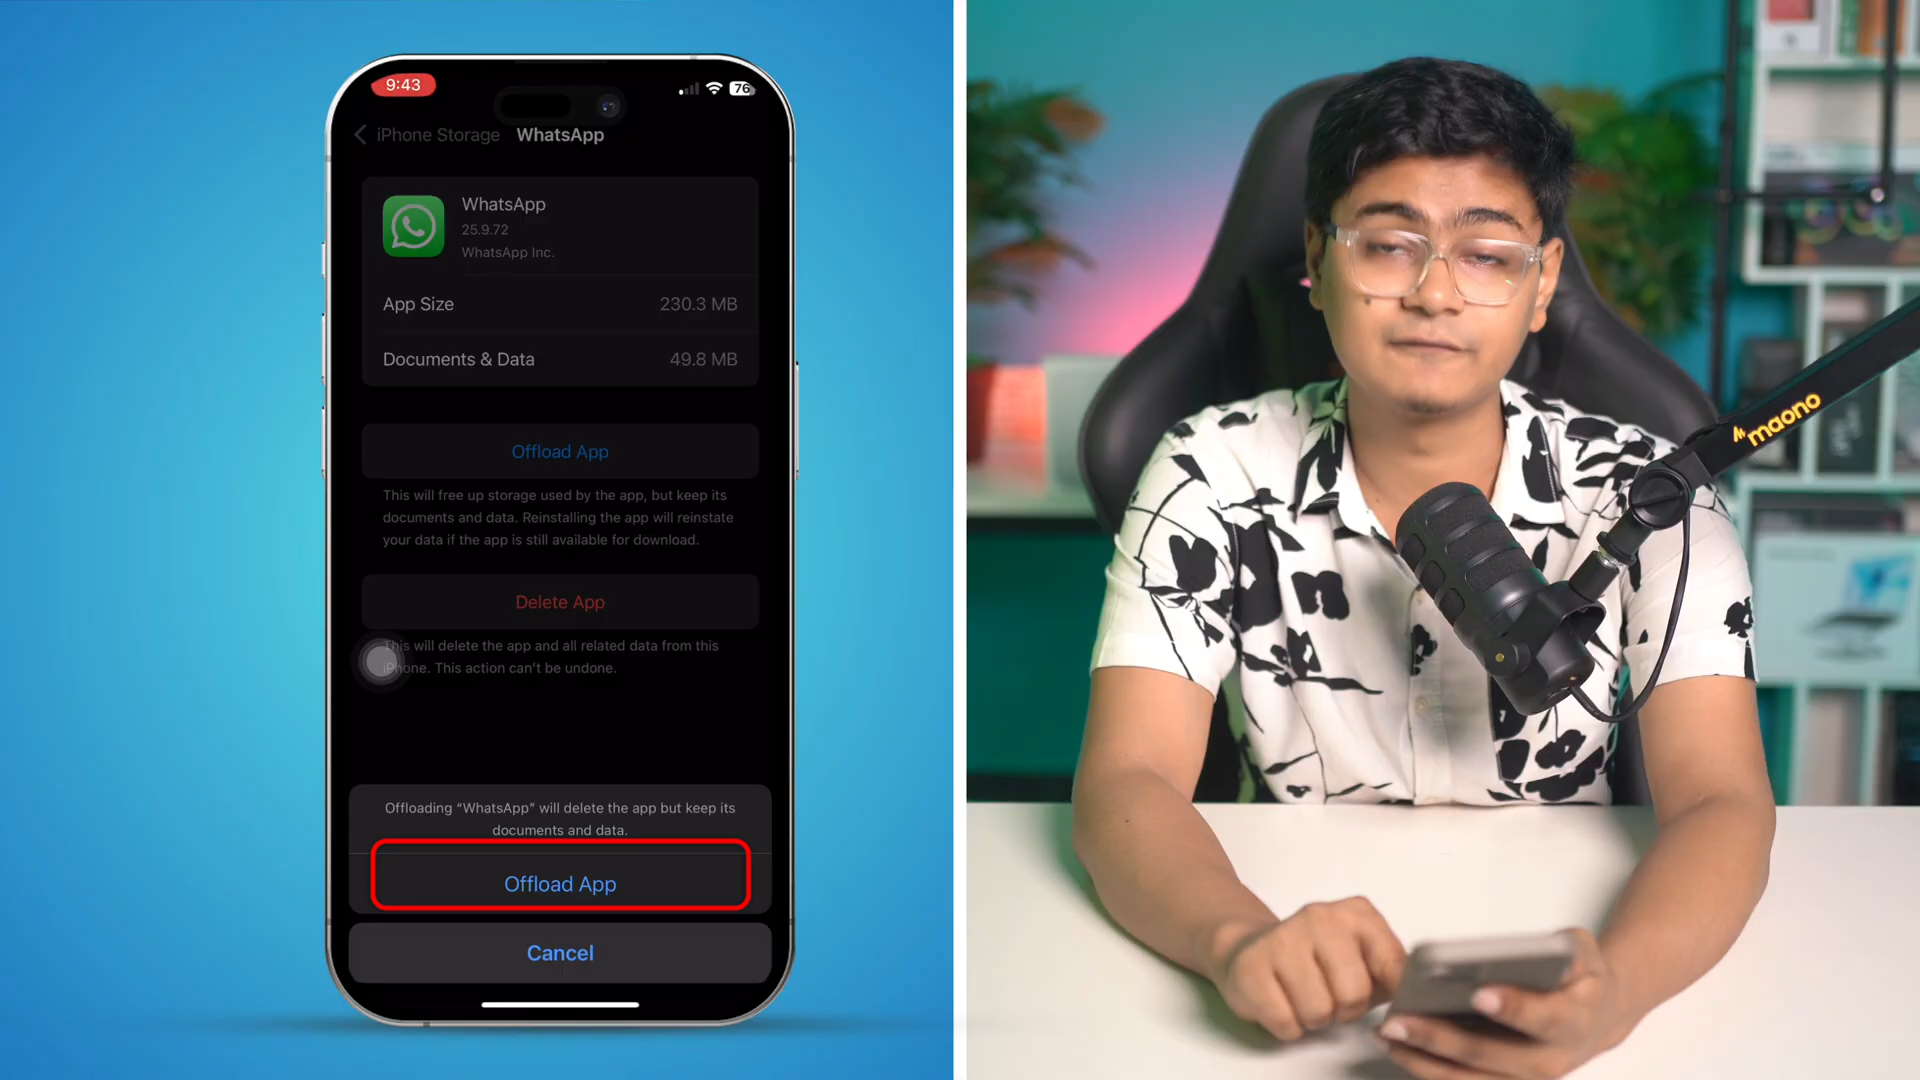 9:43
76
iPhone Storage WhatsApp
WhatsApp
25.9.72
WhatsApp Inc.
App Size 230.3 MB
Documents & Data 49.8 MB
Offload App
This will free up storage used by the app, but keep its
documents and data. Reinstalling the app will reinstate
your data if the app is still available for download.
Delete App
This will delete the app and all related data from this
iPhone. This action can't be undone.
Offloading “WhatsApp” will delete the app but keep its
documents and data.
Offload App
Cancel
maono